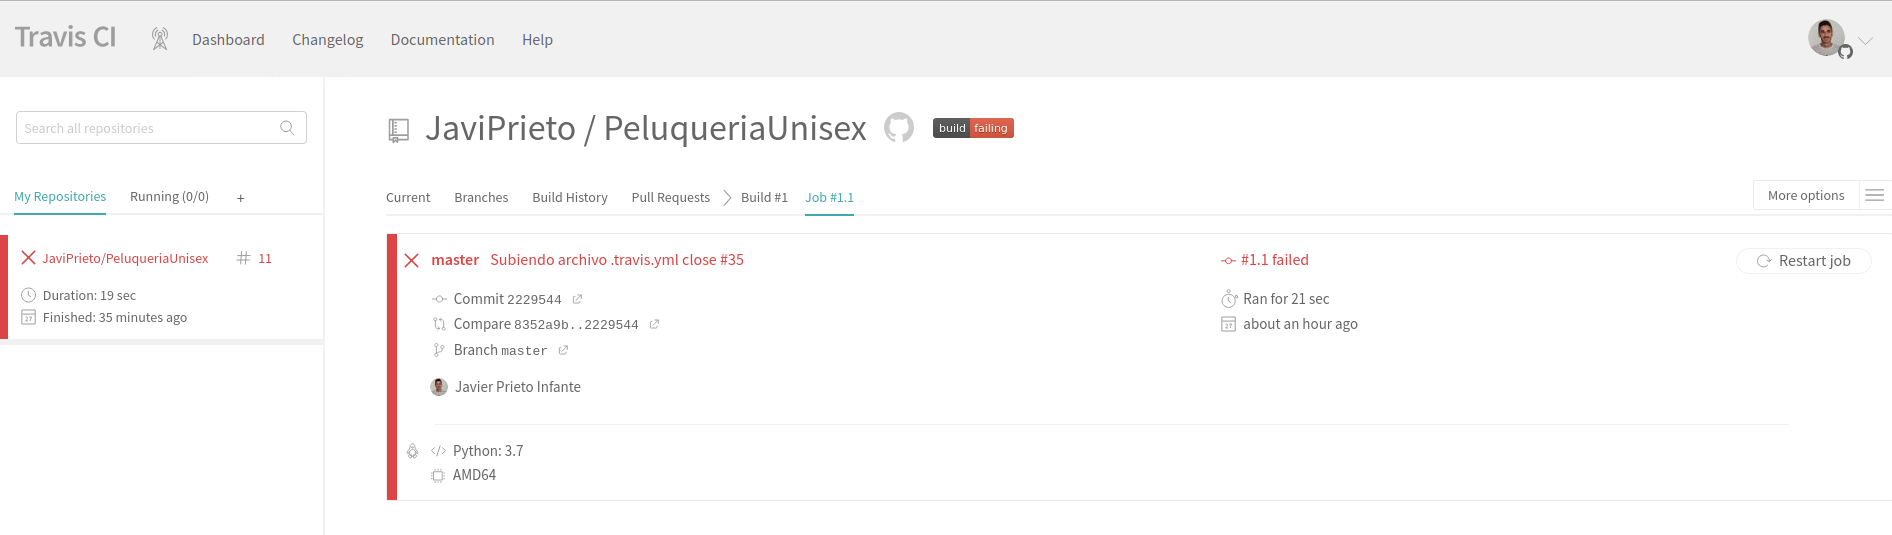 Travis CI
Dashboard
Changelog
Documentation
Help
Search all repositories
My Repositories
Running (0/0)
+
JaviPrieto/PeluqueriaUnisex
# 11
Duration: 19 sec
27 Finished: 35 minutes ago
JaviPrieto / PeluqueriaUnisex
build failing
Current
Branches
Build History
Pull Requests
Build #1
Job #1.1
More options
master Subiendo archivo .travis.yml close #35
#1.1 failed
Restart job
Commit 2229544
Ran for 21 sec
Compare 8352a9b..2229544
27 about an hour ago
Branch master
Javier Prieto Infante
</> Python: 3.7
AMD64